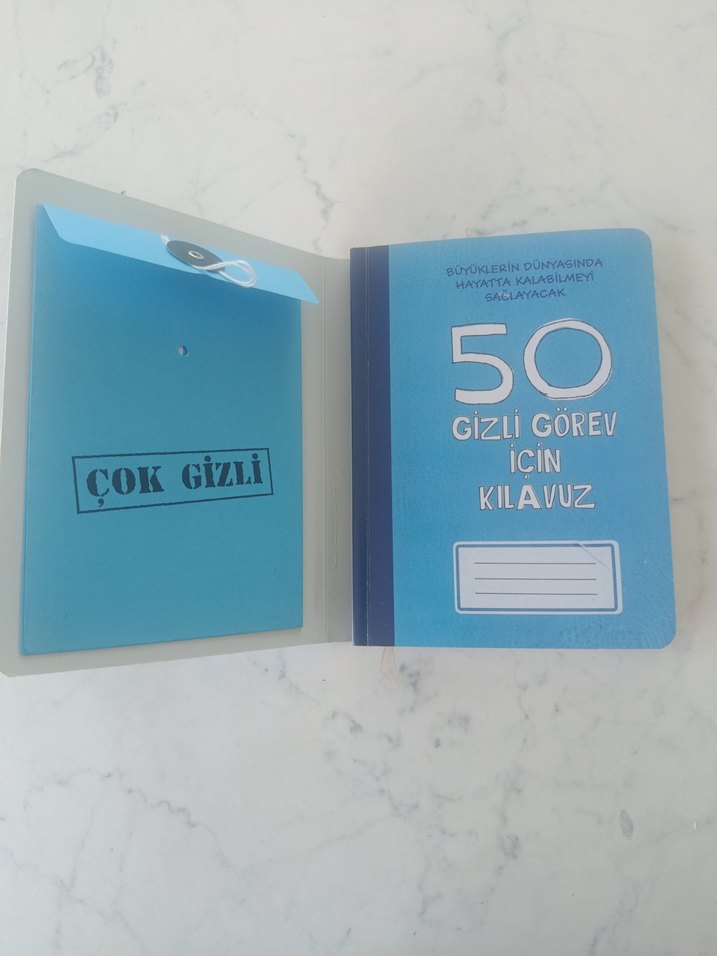 ÇOK GİZLİ
BÜYÜKLERİN DÜNYASINDA
HAYATTA KALABİLMEYİ
SAĞLAYACAK
50
GİZLİ GÖREV
İÇİN
KILAVUZ